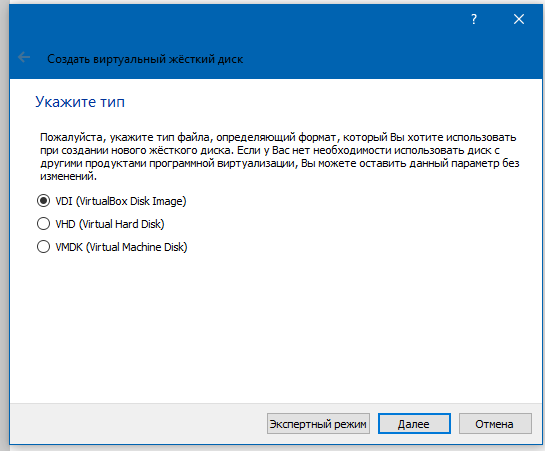 ?
Создать виртуальный жёсткий диск
Укажите тип
Пожалуйста, укажите тип файла, определяющий формат, который Вы хотите использовать
при создании нового жёсткого диска. Если у Вас нет необходимости использовать диск с
другими продуктами программной виртуализации, Вы можете оставить данный параметр без
изменений.
VDI (VirtualBox Disk Image)
VHD (Virtual Hard Disk)
VMDK (Virtual Machine Disk)
Экспертный режим Далее Отмена